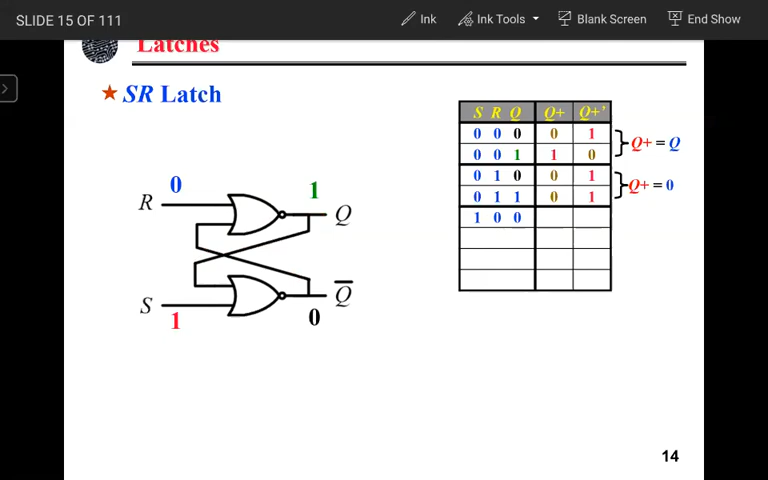 SLIDE 15 OF 111
Ink
Ink Tools
Blank Screen
End Show
Latches
SR Latch
S R Q Q+ Q+'
0 0 0 0 1
0 0 1 1 0
Q+ = Q
0 1 0 0 1
0 1 1 0 1
Q+ = 0
1 0 0
0
R
1
Q
S
1
0
Q̅
14